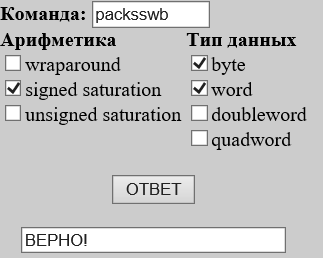 Команда: packsswb
Арифметика Тип данных
wraparound byte
signed saturation word
unsigned saturation doubleword
quadword
ОТВЕТ
ВЕРНО!